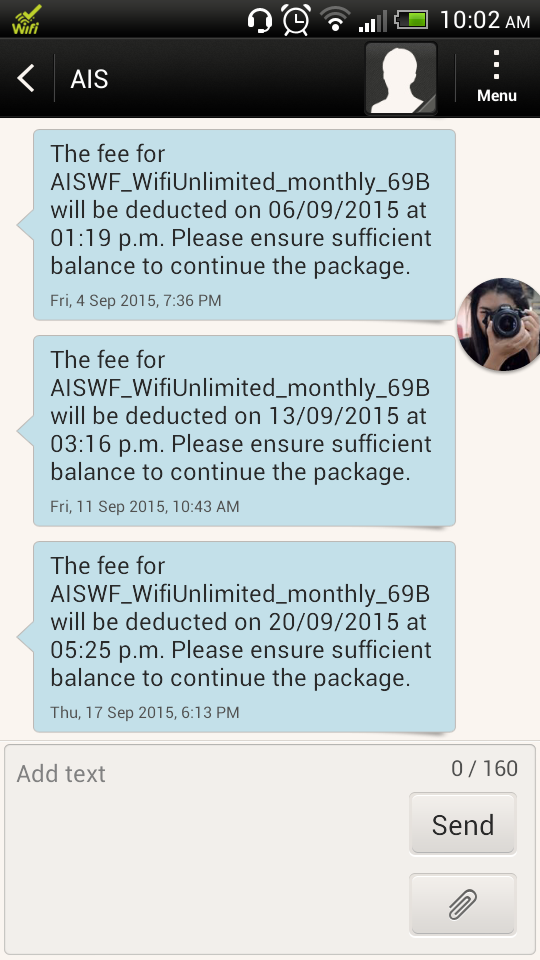 Wifi
10:02 AM
AIS
Menu
The fee for
AISWF_WifiUnlimited_monthly_69B
will be deducted on 06/09/2015 at
01:19 p.m. Please ensure sufficient
balance to continue the package.
Fri, 4 Sep 2015, 7:36 PM
The fee for
AISWF_WifiUnlimited_monthly_69B
will be deducted on 13/09/2015 at
03:16 p.m. Please ensure sufficient
balance to continue the package.
Fri, 11 Sep 2015, 10:43 AM
The fee for
AISWF_WifiUnlimited_monthly_69B
will be deducted on 20/09/2015 at
05:25 p.m. Please ensure sufficient
balance to continue the package.
Thu, 17 Sep 2015, 6:13 PM
Add text
0 / 160
Send